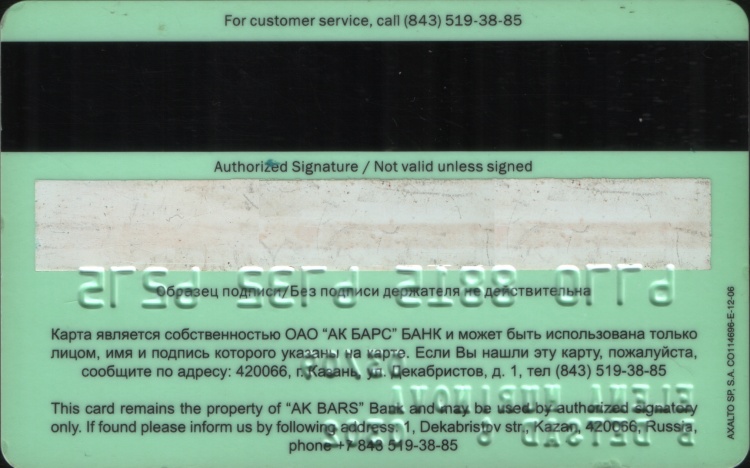 For customer service, call (843) 519-38-85
Authorized Signature / Not valid unless signed
Образец подписи/Без подписи держателя не действительна
Карта является собственностью ОАО "АК БАРС" БАНК и может быть использована только
лицом, имя и подпись которого указаны на карте. Если Вы нашли эту карту, пожалуйста,
сообщите по адресу: 420066, г. Казань, ул. Декабристов, д. 1, тел (843) 519-38-85
This card remains the property of "AK BARS" Bank and may be used by authorized signatory
only. If found please inform us by following address: 1, Dekabristov str., Kazan, 420066, Russia,
phone +7 843 519-38-85
AXALTO SP, S.A. CO114696-E-12-06